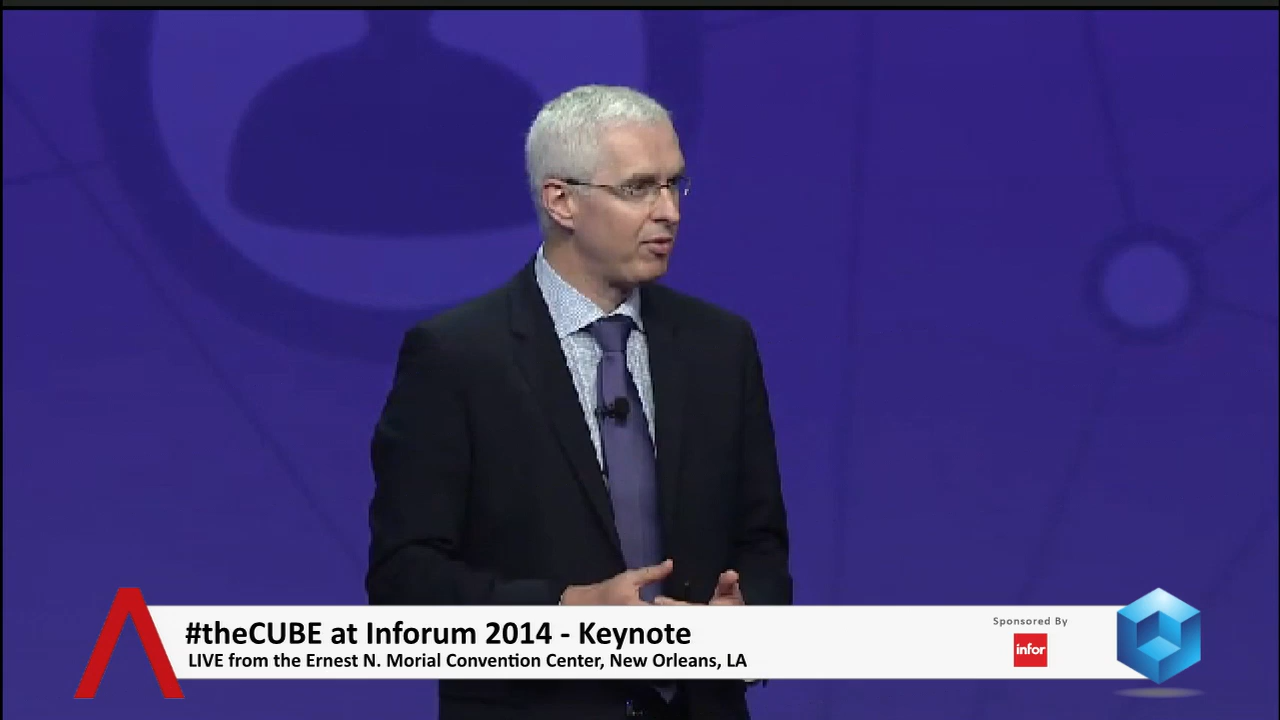 #theCUBE at Inforum 2014 - Keynote
LIVE from the Ernest N. Morial Convention Center, New Orleans, LA
Sponsored By
infor